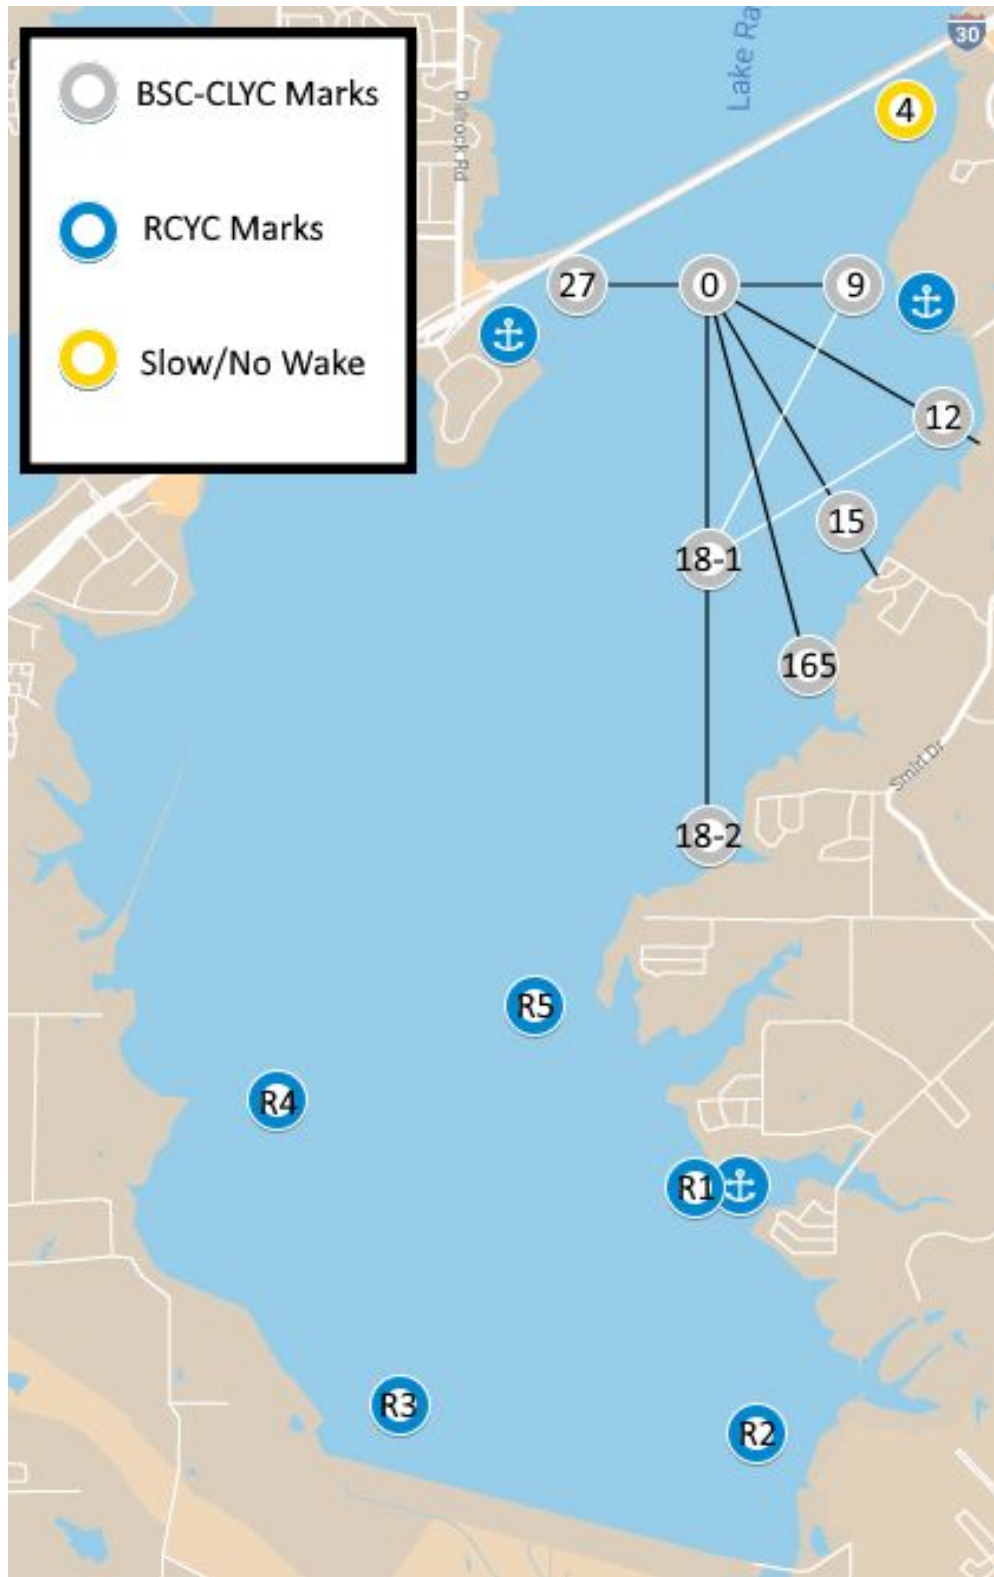 BSC-CLYC Marks
RCYC Marks
Slow/No Wake
Dalrock Rd
Lake Ra
30
4
27
0
9
12
15
18-1
165
Smirl Dr
18-2
R5
R4
R1
R3
R2